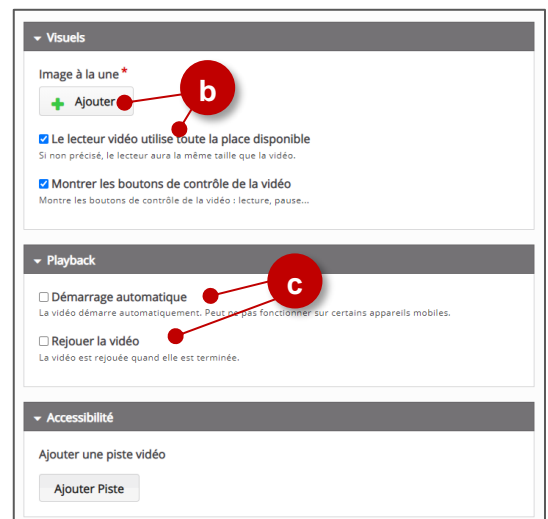 Visuels
Image à la une *
Ajouter
b
Le lecteur vidéo utilise toute la place disponible
Si non précisé, le lecteur aura la même taille que la vidéo.
Montrer les boutons de contrôle de la vidéo
Montre les boutons de contrôle de la vidéo : lecture, pause...
Playback
c
Démarrage automatique
La vidéo démarre automatiquement. Peut ne pas fonctionner sur certains appareils mobiles.
Rejouer la vidéo
La vidéo est rejouée quand elle est terminée.
Accessibilité
Ajouter une piste vidéo
Ajouter Piste